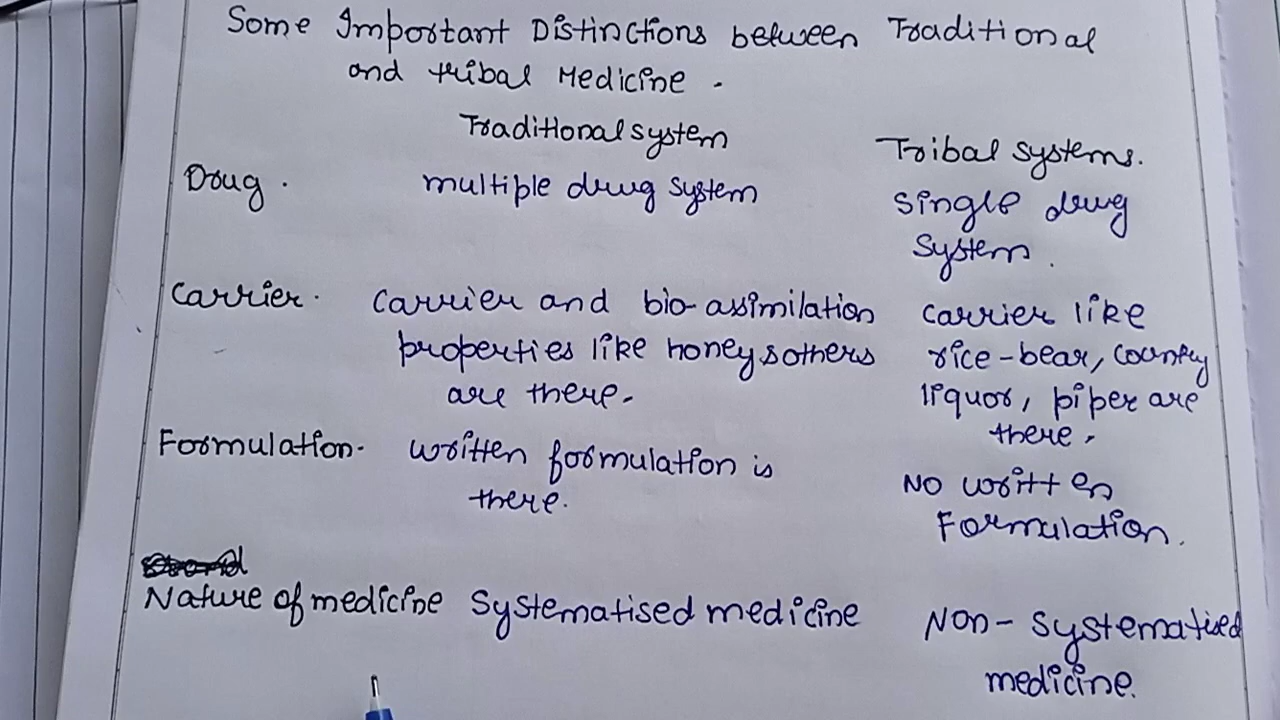 Some Important Distinctions between Traditional
and tribal Medicine.
Traditional system
Tribal systems.
Drug.
multiple drug system
single drug
system.
Carrier.
Carrier and bio-assimilation
properties like honey & others
are there.
carrier like
rice-bear, country
liquor, piper are
there.
Formulation.
written formulation is
there.
No written
Formulation.
Nature of medicine
Systematised medicine
Non-systematised
medicine.